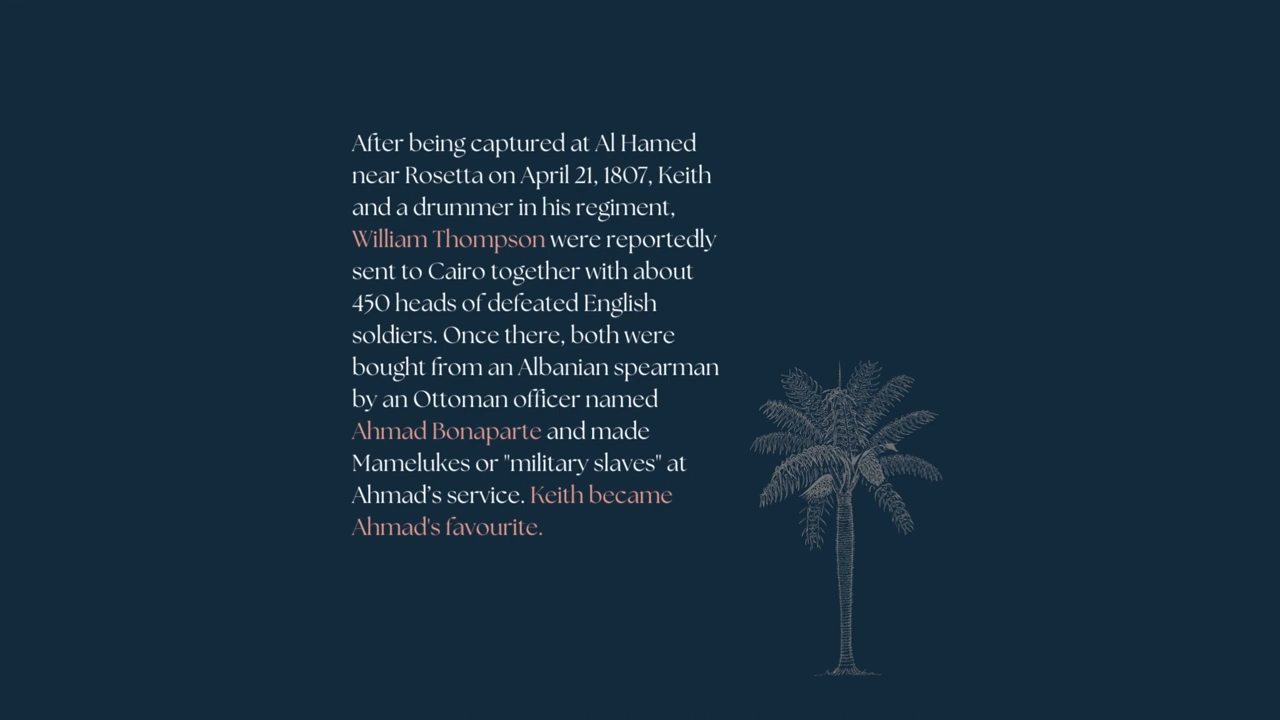 After being captured at Al Hamed
near Rosetta on April 21, 1807, Keith
and a drummer in his regiment,
William Thompson were reportedly
sent to Cairo together with about
450 heads of defeated English
soldiers. Once there, both were
bought from an Albanian spearman
by an Ottoman officer named
Ahmad Bonaparte and made
Mamelukes or "military slaves" at
Ahmad’s service. Keith became
Ahmad's favourite.